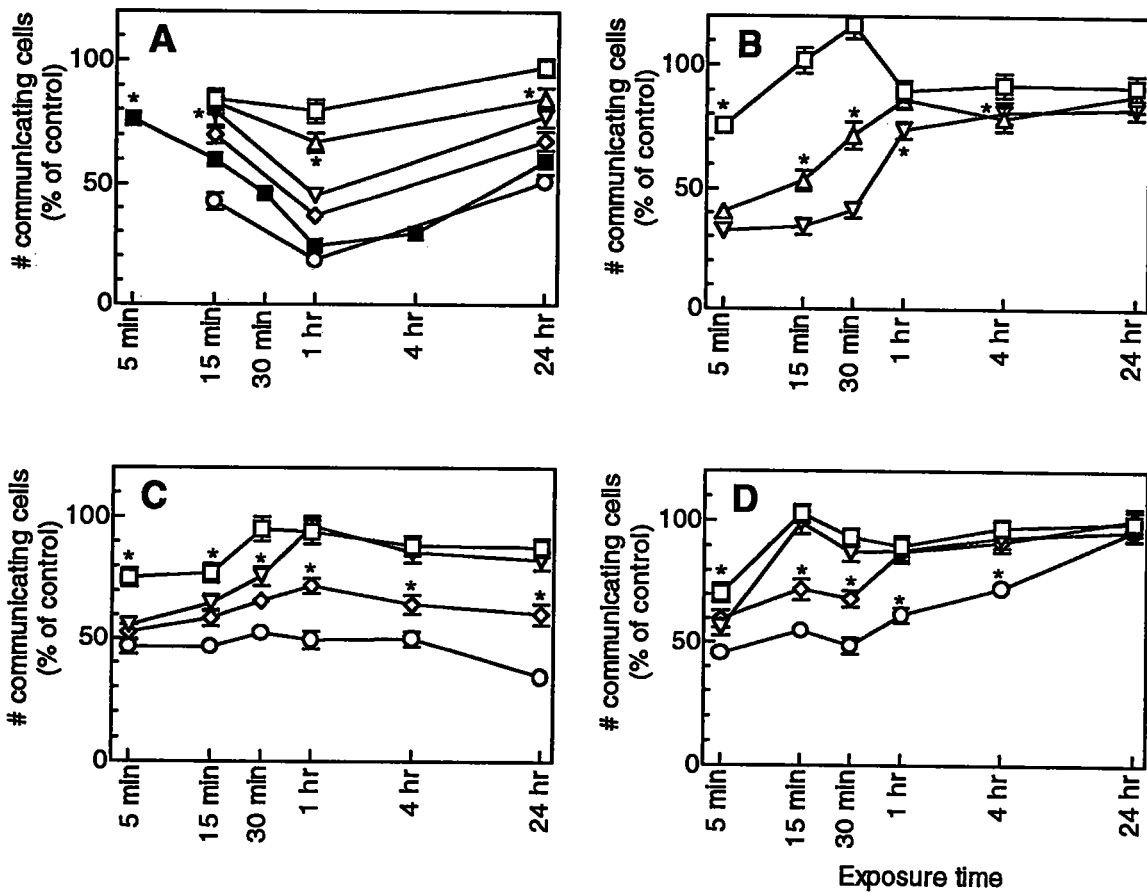 A
# communicating cells
(% of control)
100
50
0
5 min
15 min
30 min
1 hr
4 hr
24 hr
*
*
*
*
B
# communicating cells
(% of control)
100
50
0
5 min
15 min
30 min
1 hr
4 hr
24 hr
*
*
*
*
*
C
# communicating cells
(% of control)
100
50
0
5 min
15 min
30 min
1 hr
4 hr
24 hr
*
*
*
*
*
*
D
# communicating cells
(% of control)
100
50
0
5 min
15 min
30 min
1 hr
4 hr
24 hr
*
*
*
*
*
Exposure time